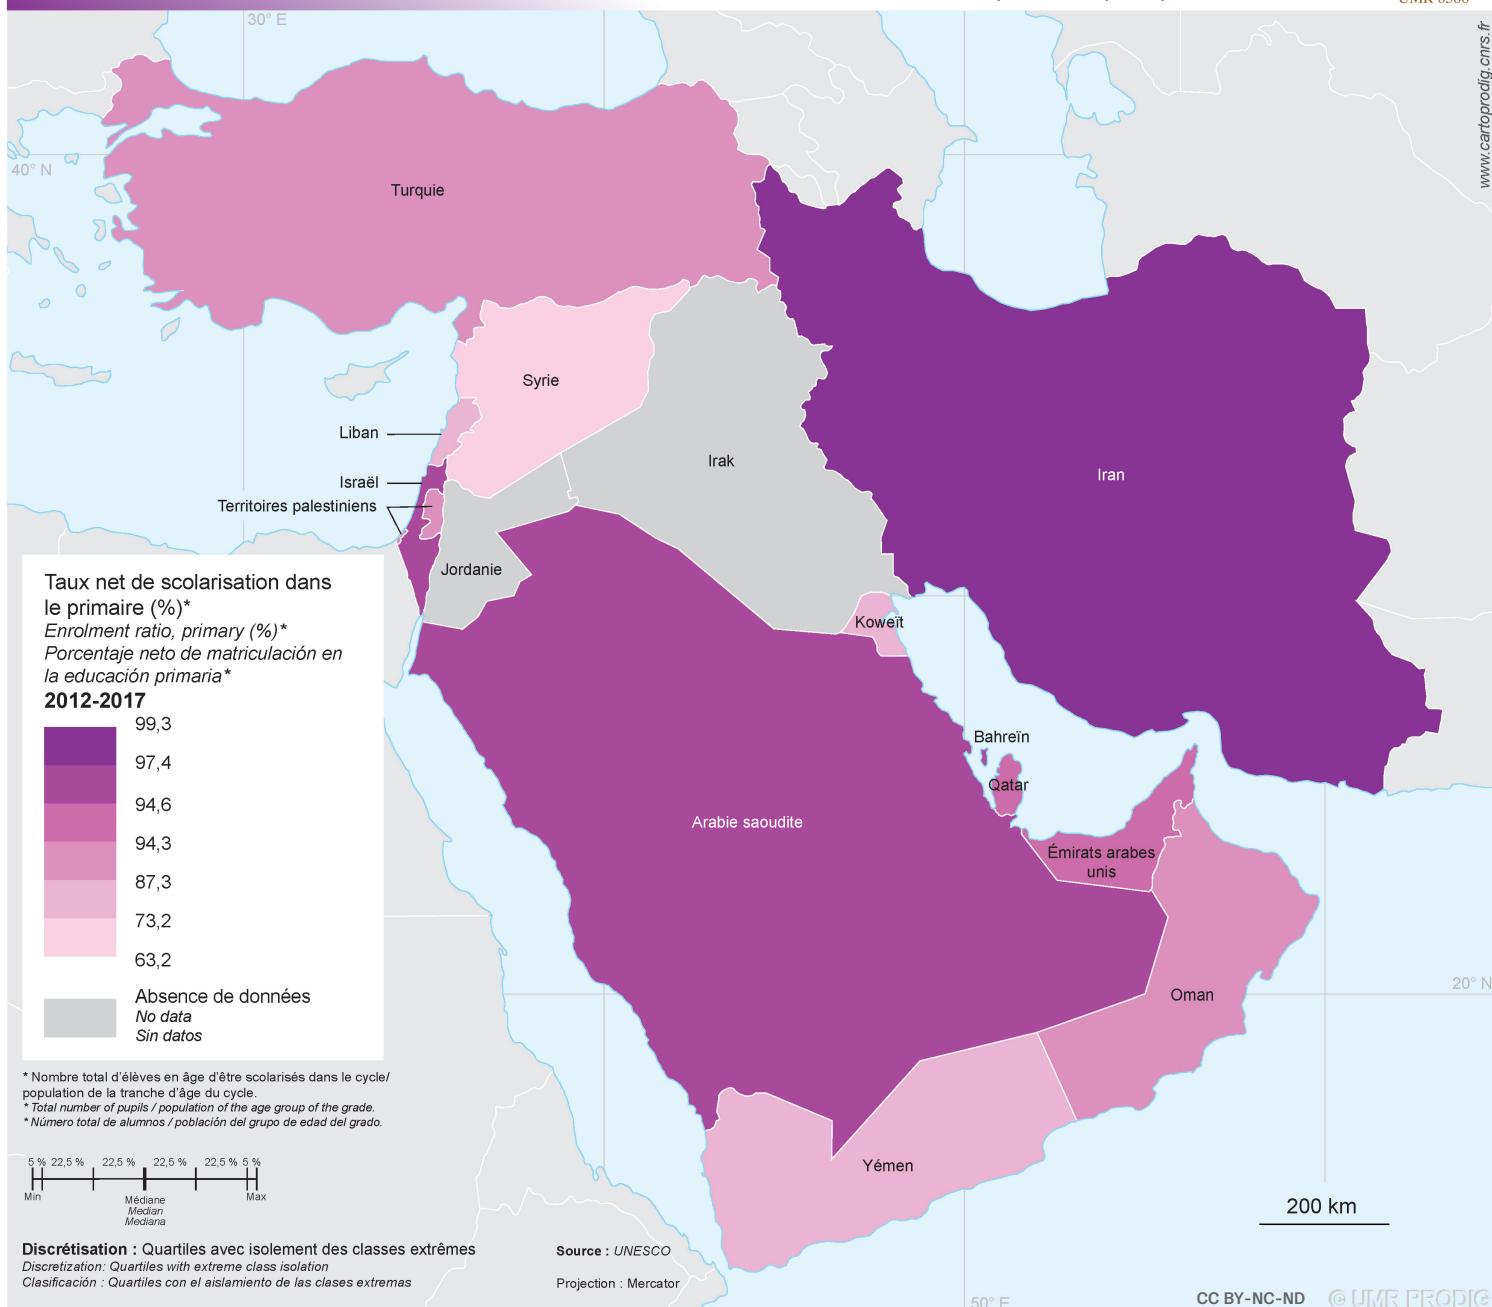 30° E
www.cartoprodig.cnrs.fr
40° N
Turquie
Syrie
Liban
Irak
Iran
Israël
Territoires palestiniens
Jordanie
Koweït
Bahreïn
Qatar
Arabie saoudite
Émirats arabes
unis
Oman
20° N
Yémen
Taux net de scolarisation dans
le primaire (%)*
Enrolment ratio, primary (%)*
Porcentaje neto de matriculación en
la educación primaria*
2012-2017
99,3
97,4
94,6
94,3
87,3
73,2
63,2
Absence de données
No data
Sin datos
* Nombre total d'élèves en âge d'être scolarisés dans le cycle/
population de la tranche d'âge du cycle.
* Total number of pupils / population of the age group of the grade.
* Número total de alumnos / población del grupo de edad del grado.
5 % 22,5 % 22,5 % 22,5 % 22,5 % 5 %
Min Max
Médiane
Median
Mediana
200 km
Discrétisation : Quartiles avec isolement des classes extrêmes
Discretization: Quartiles with extreme class isolation
Clasificación : Quartiles con el aislamiento de las clases extremas
Source : UNESCO
Projection : Mercator
50° E
CC BY-NC-ND © UMR PRODIG